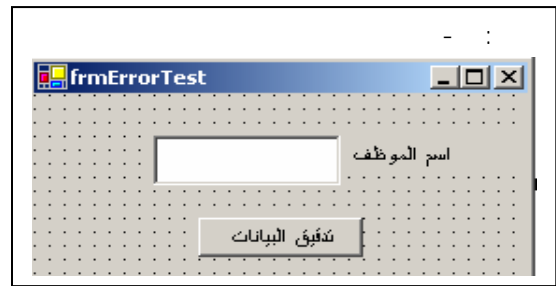 : -
frmErrorTest
اسم الموظف
تدقيق البيانات